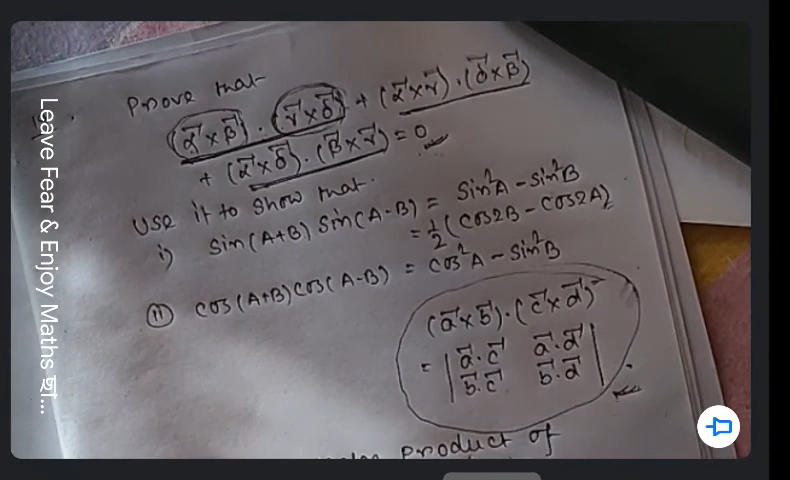 Prove that
(α⃗×β⃗).(r⃗×δ⃗) + (α⃗×r⃗).(δ⃗×β⃗)
+ (α⃗×δ⃗).(β⃗×r⃗) = 0
Use it to show that.
i) Sin(A+B) Sin(A-B) = Sin²A - Sin²B
= 1/2 (cos2B - cos2A)
(ii) cos(A+B)cos(A-B) = cos²A - Sin²B
(a⃗×b⃗).(c⃗×d⃗)
= | a⃗.c⃗ a⃗.d⃗ |
| b⃗.c⃗ b⃗.d⃗ | .
Product of
Leave Fear & Enjoy Maths ...